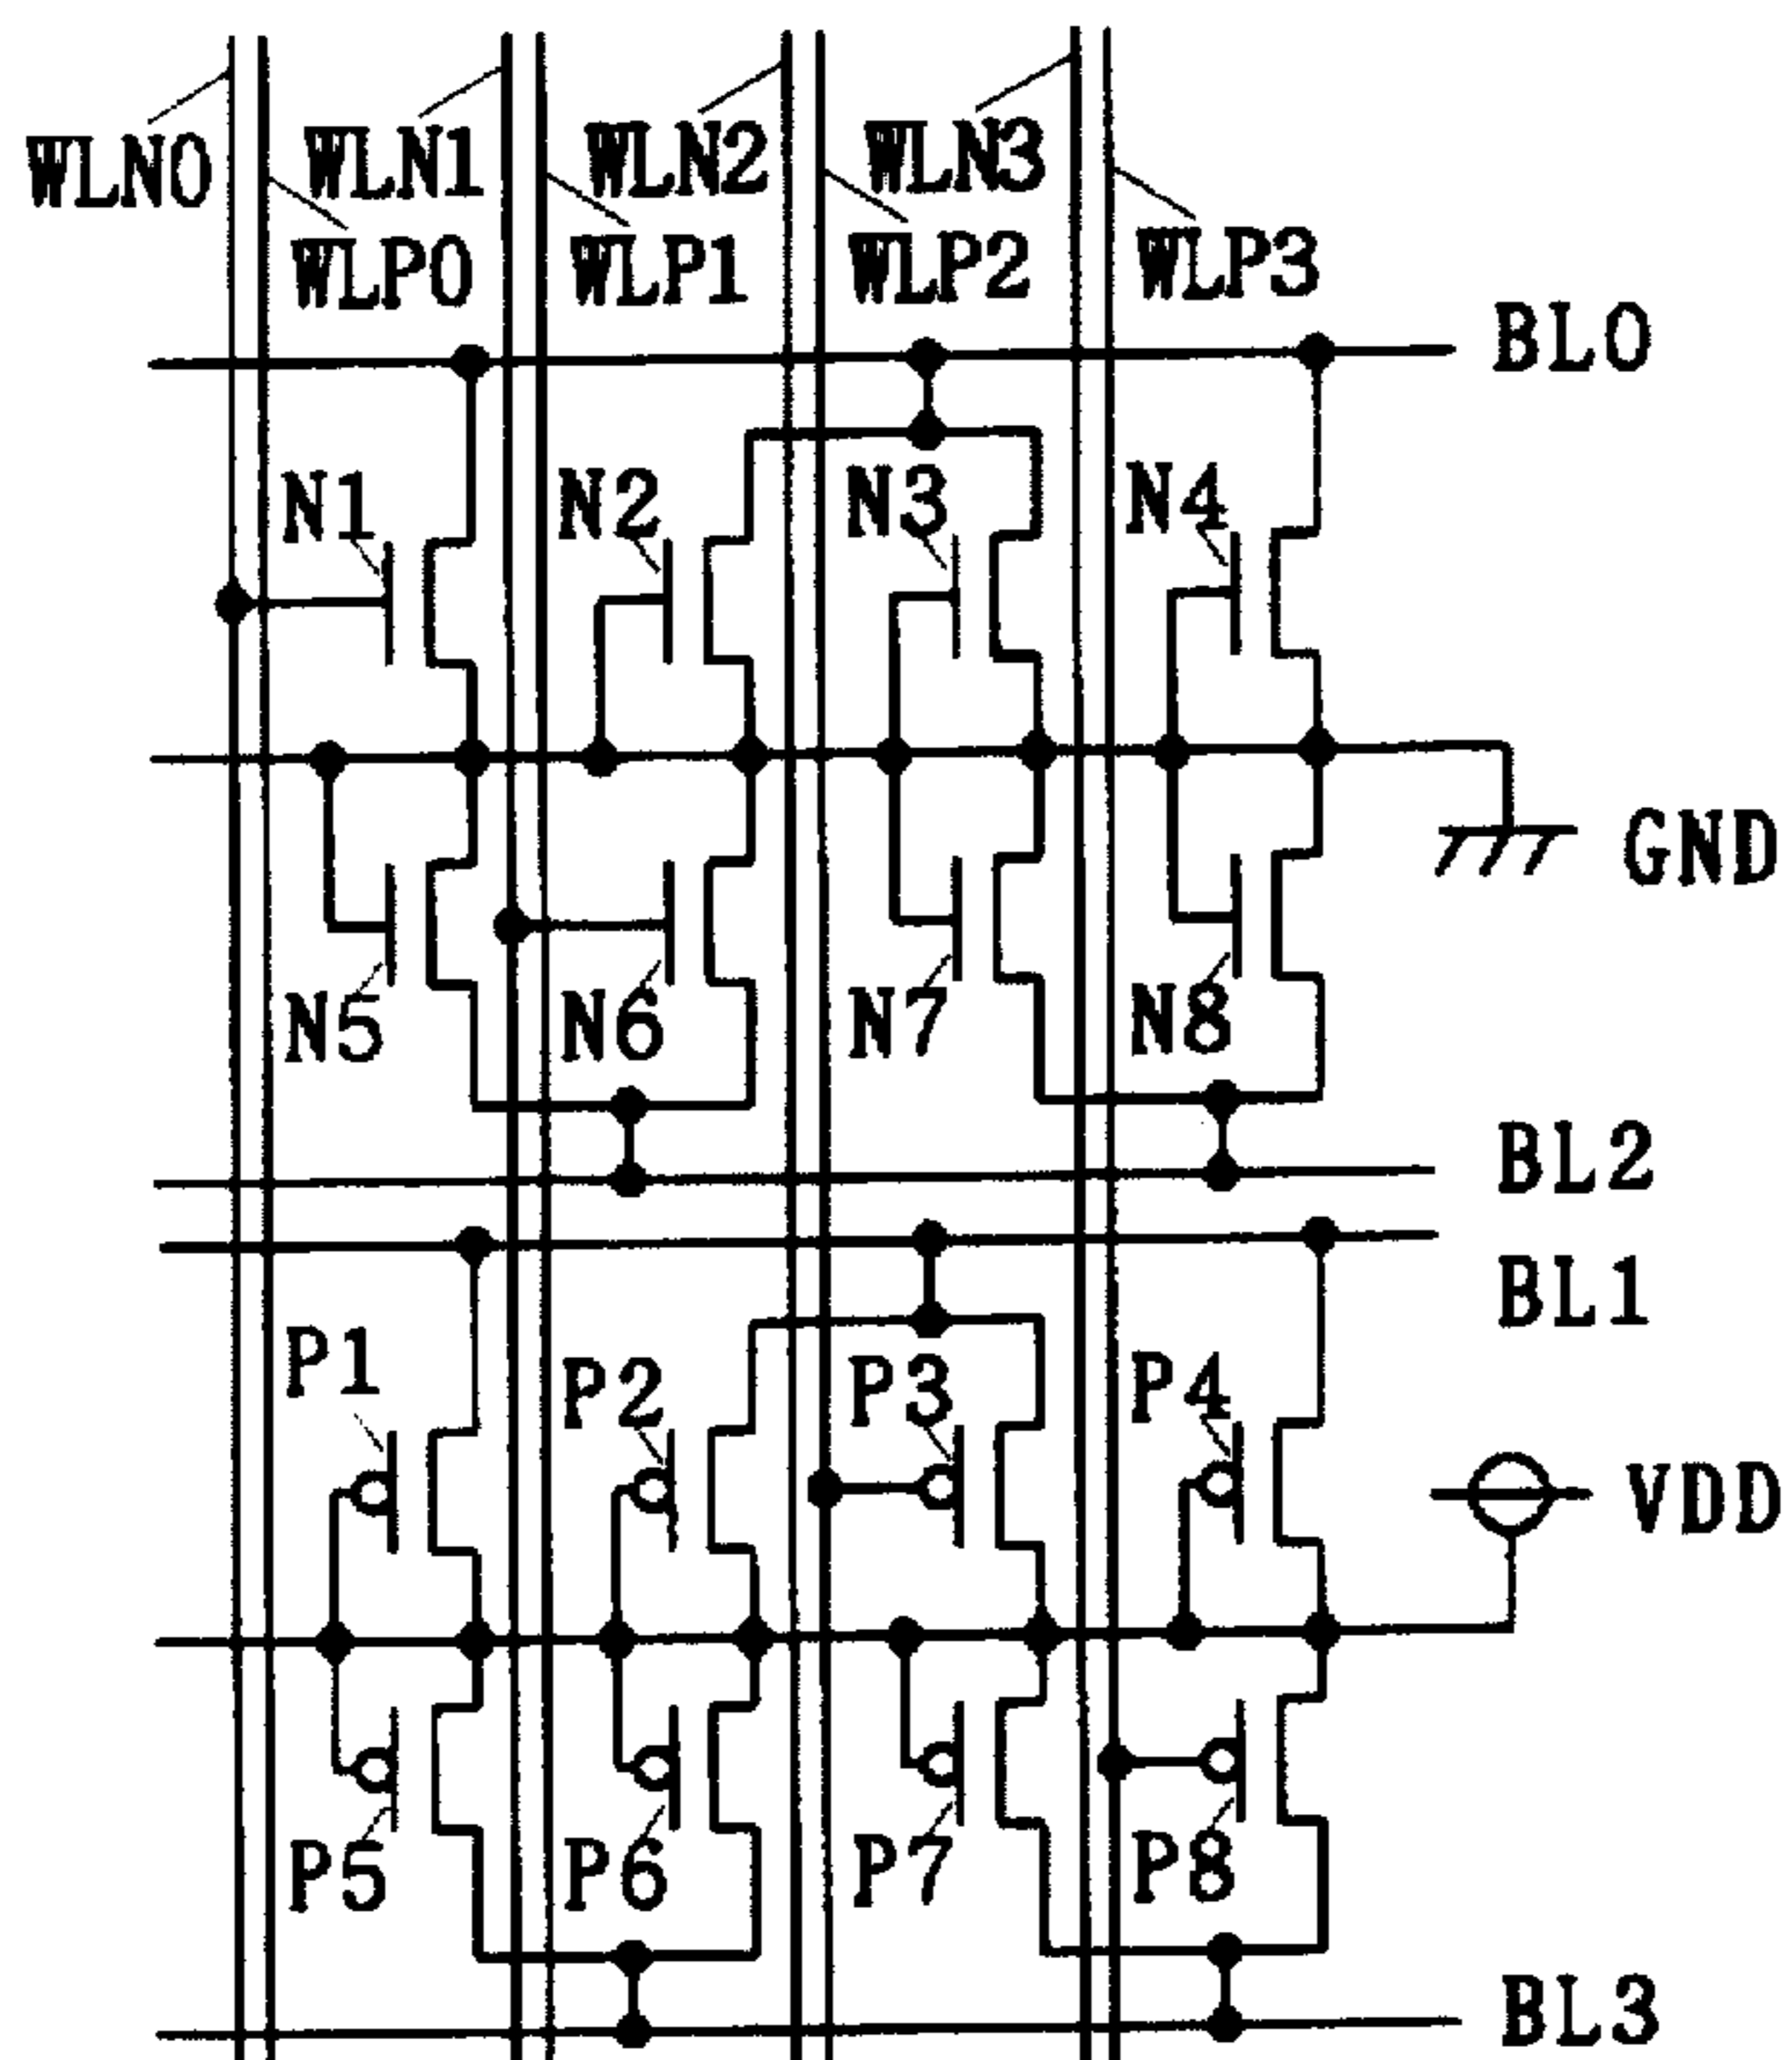 WLN0 WLN1 WLN2 WLN3
WLP0 WLP1 WLP2 WLP3
BL0
N1 N2 N3 N4
GND
N5 N6 N7 N8
BL2
BL1
P1 P2 P3 P4
VDD
P5 P6 P7 P8
BL3